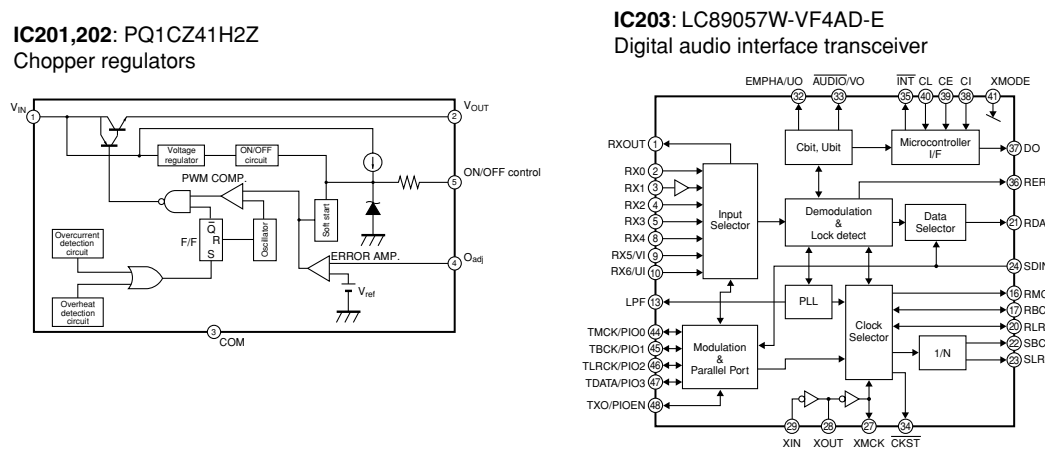 IC201,202: PQ1CZ41H2Z
Chopper regulators
VIN
1
VOUT
2
Voltage
regulator
ON/OFF
circuit
ON/OFF control
5
PWM COMP.
Q
F/F
R
S
Oscillator
Soft start
Overcurrent
detection
circuit
ERROR AMP.
4
Oadj
Overheat
detection
circuit
Vref
3
COM
IC203: LC89057W-VF4AD-E
Digital audio interface transceiver
EMPHA/UO AUDIO/VO INT CL CE CI XMODE
32 33 35 40 39 38 41
RXOUT 1
Cbit, Ubit
Microcontroller
I/F
37 DO
RX0 2
RX1 3
RX2 4
RX3 5
RX4 8
RX5/VI 9
RX6/UI 10
Input
Selector
Demodulation
&
Lock detect
Data
Selector
36 RER
21 RDA
24 SDIN
LPF 13
PLL
Clock
Selector
16 RMC
17 RBC
20 RLR
22 SBC
23 SLR
1/N
TMCK/PIO0 44
TBCK/PIO1 45
TLRCK/PIO2 46
TDATA/PIO3 47
TXO/PIOEN 48
Modulation
&
Parallel Port
29 28 27 34
XIN XOUT XMCK CKST